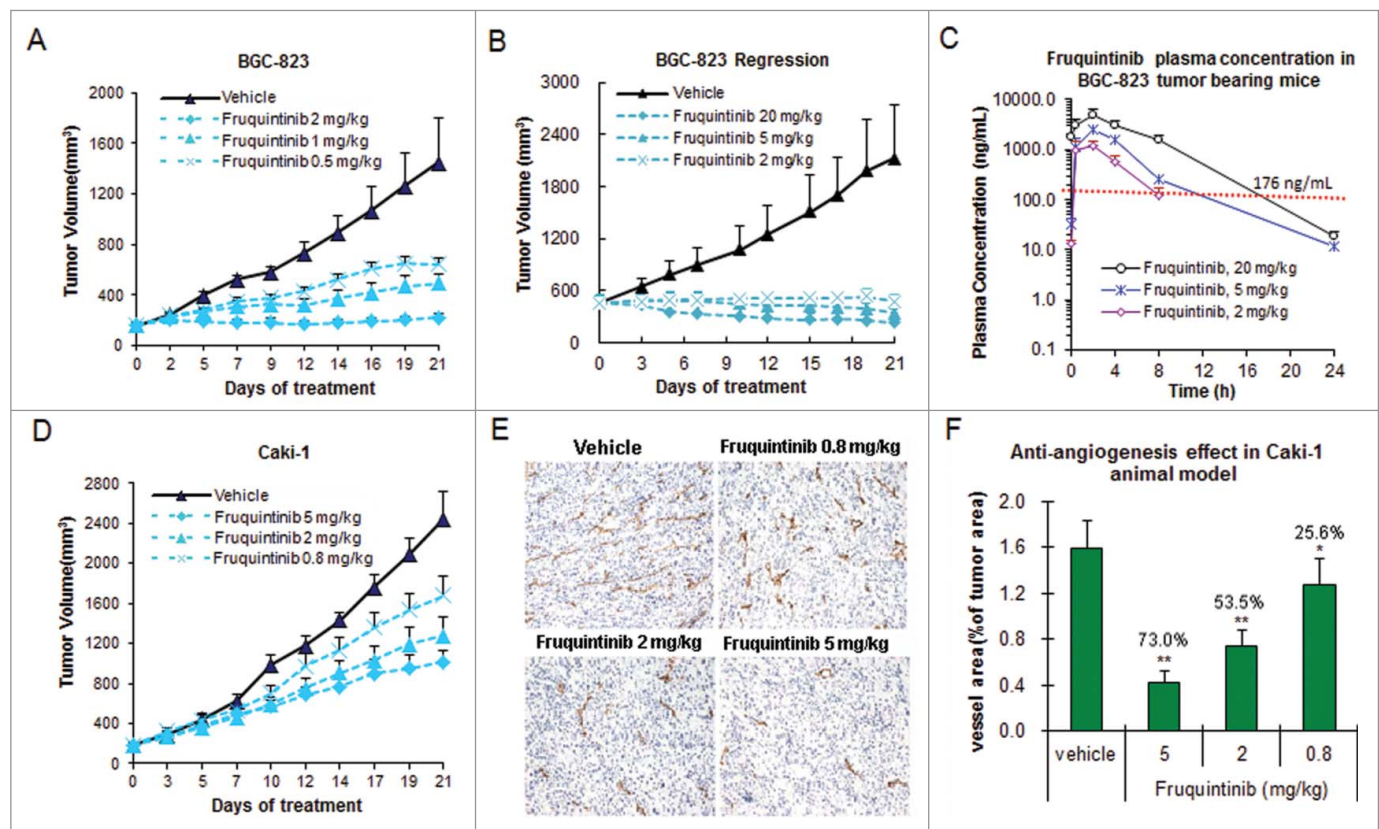 A
BGC-823
Tumor Volume(mm³)
2000
1600
1200
800
400
0
Vehicle
Fruquintinib 2 mg/kg
Fruquintinib 1 mg/kg
Fruquintinib 0.5 mg/kg
0 2 5 7 9 12 14 16 19 21
Days of treatment
B
BGC-823 Regression
Tumor Volume (mm³)
3000
2400
1800
1200
600
0
Vehicle
Fruquintinib 20 mg/kg
Fruquintinib 5 mg/kg
Fruquintinib 2 mg/kg
0 3 6 9 12 15 18 21
Days of treatment
C
Fruquintinib plasma concentration in
BGC-823 tumor bearing mice
Plasma Concentration (ng/mL)
10000.0
1000.0
100.0
10.0
1.0
0.1
176 ng/mL
Fruquintinib, 20 mg/kg
Fruquintinib, 5 mg/kg
Fruquintinib, 2 mg/kg
0 4 8 12 16 20 24
Time (h)
D
Caki-1
Tumor Volume(mm³)
2800
2400
2000
1600
1200
800
400
0
Vehicle
Fruquintinib 5 mg/kg
Fruquintinib 2 mg/kg
Fruquintinib 0.8 mg/kg
0 3 5 7 10 12 14 17 19 21
Days of treatment
E
Vehicle
Fruquintinib 0.8 mg/kg
Fruquintinib 2 mg/kg
Fruquintinib 5 mg/kg
F
Anti-angiogenesis effect in Caki-1
animal model
vessel area(% of tumor area)
2.0
1.6
1.2
0.8
0.4
0.0
73.0%
**
53.5%
**
25.6%
*
vehicle 5 2 0.8
Fruquintinib (mg/kg)